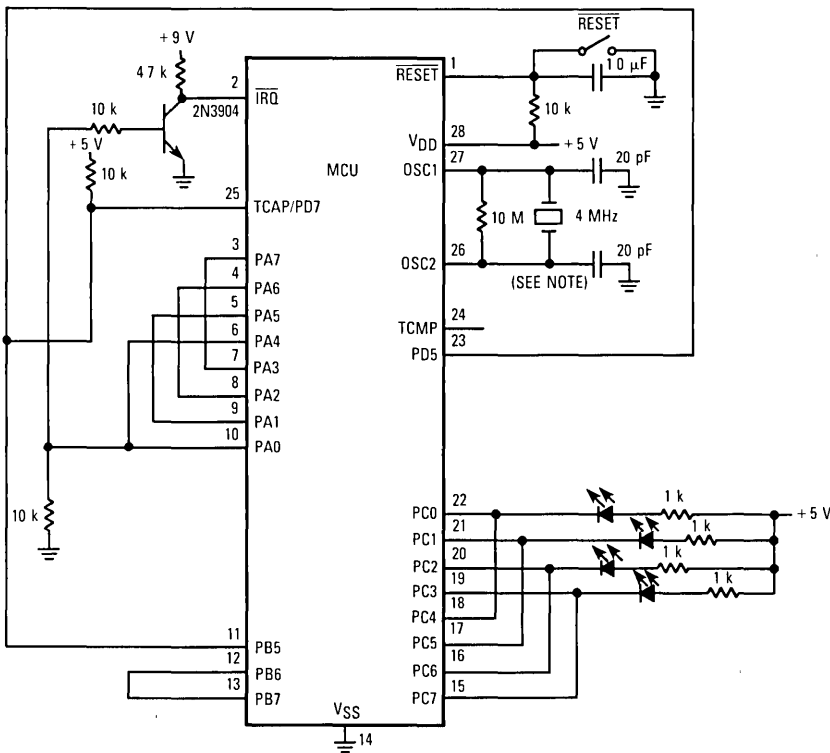 +9 V
47 k
2
IRQ
2N3904
10 k
+5 V
10 k
25
TCAP/PD7
3
PA7
4
PA6
5
PA5
6
PA4
7
PA3
8
PA2
9
PA1
10
PA0
10 k
11
PB5
12
PB6
13
PB7
MCU
VSS
14
RESET
1
RESET
10 μF
10 k
28
VDD
+5 V
27
OSC1
20 pF
10 M
4 MHz
26
OSC2
20 pF
(SEE NOTE)
24
TCMP
23
PD5
22
PC0
1 k
+5 V
21
PC1
1 k
20
PC2
1 k
19
PC3
1 k
18
PC4
17
PC5
16
PC6
15
PC7